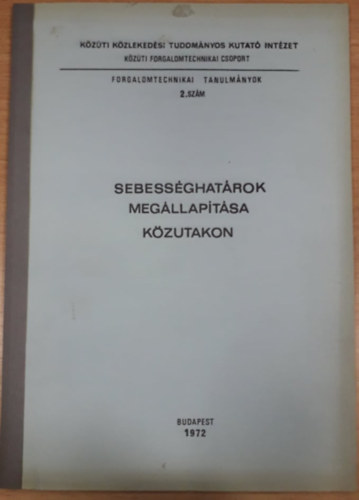 KÖZÚTI KÖZLEKEDÉSI TUDOMÁNYOS KUTATÓ INTÉZET
KÖZÚTI FORGALOMTECHNIKAI CSOPORT
FORGALOMTECHNIKAI TANULMÁNYOK
2.SZÁM
SEBESSÉGHATÁROK
MEGÁLLAPÍTÁSA
KÖZUTAKON
BUDAPEST
1972